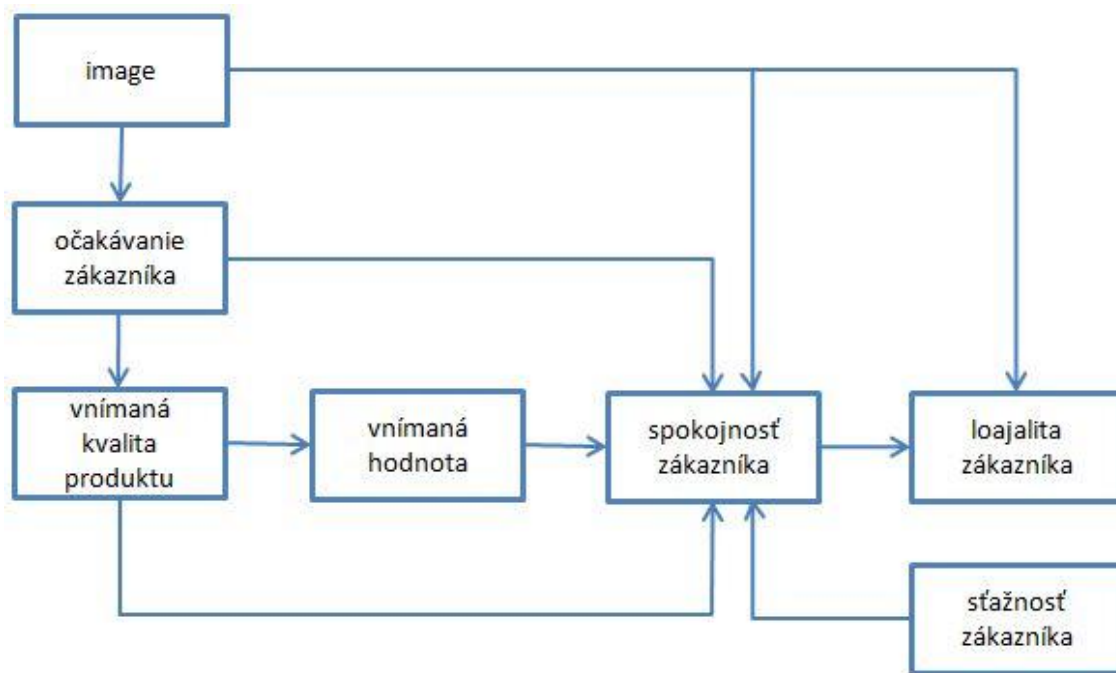 image
očakávanie
zákazníka
vnímaná
kvalita
produktu
vnímaná
hodnota
spokojnosť
zákazníka
loajalita
zákazníka
sťažnosť
zákazníka